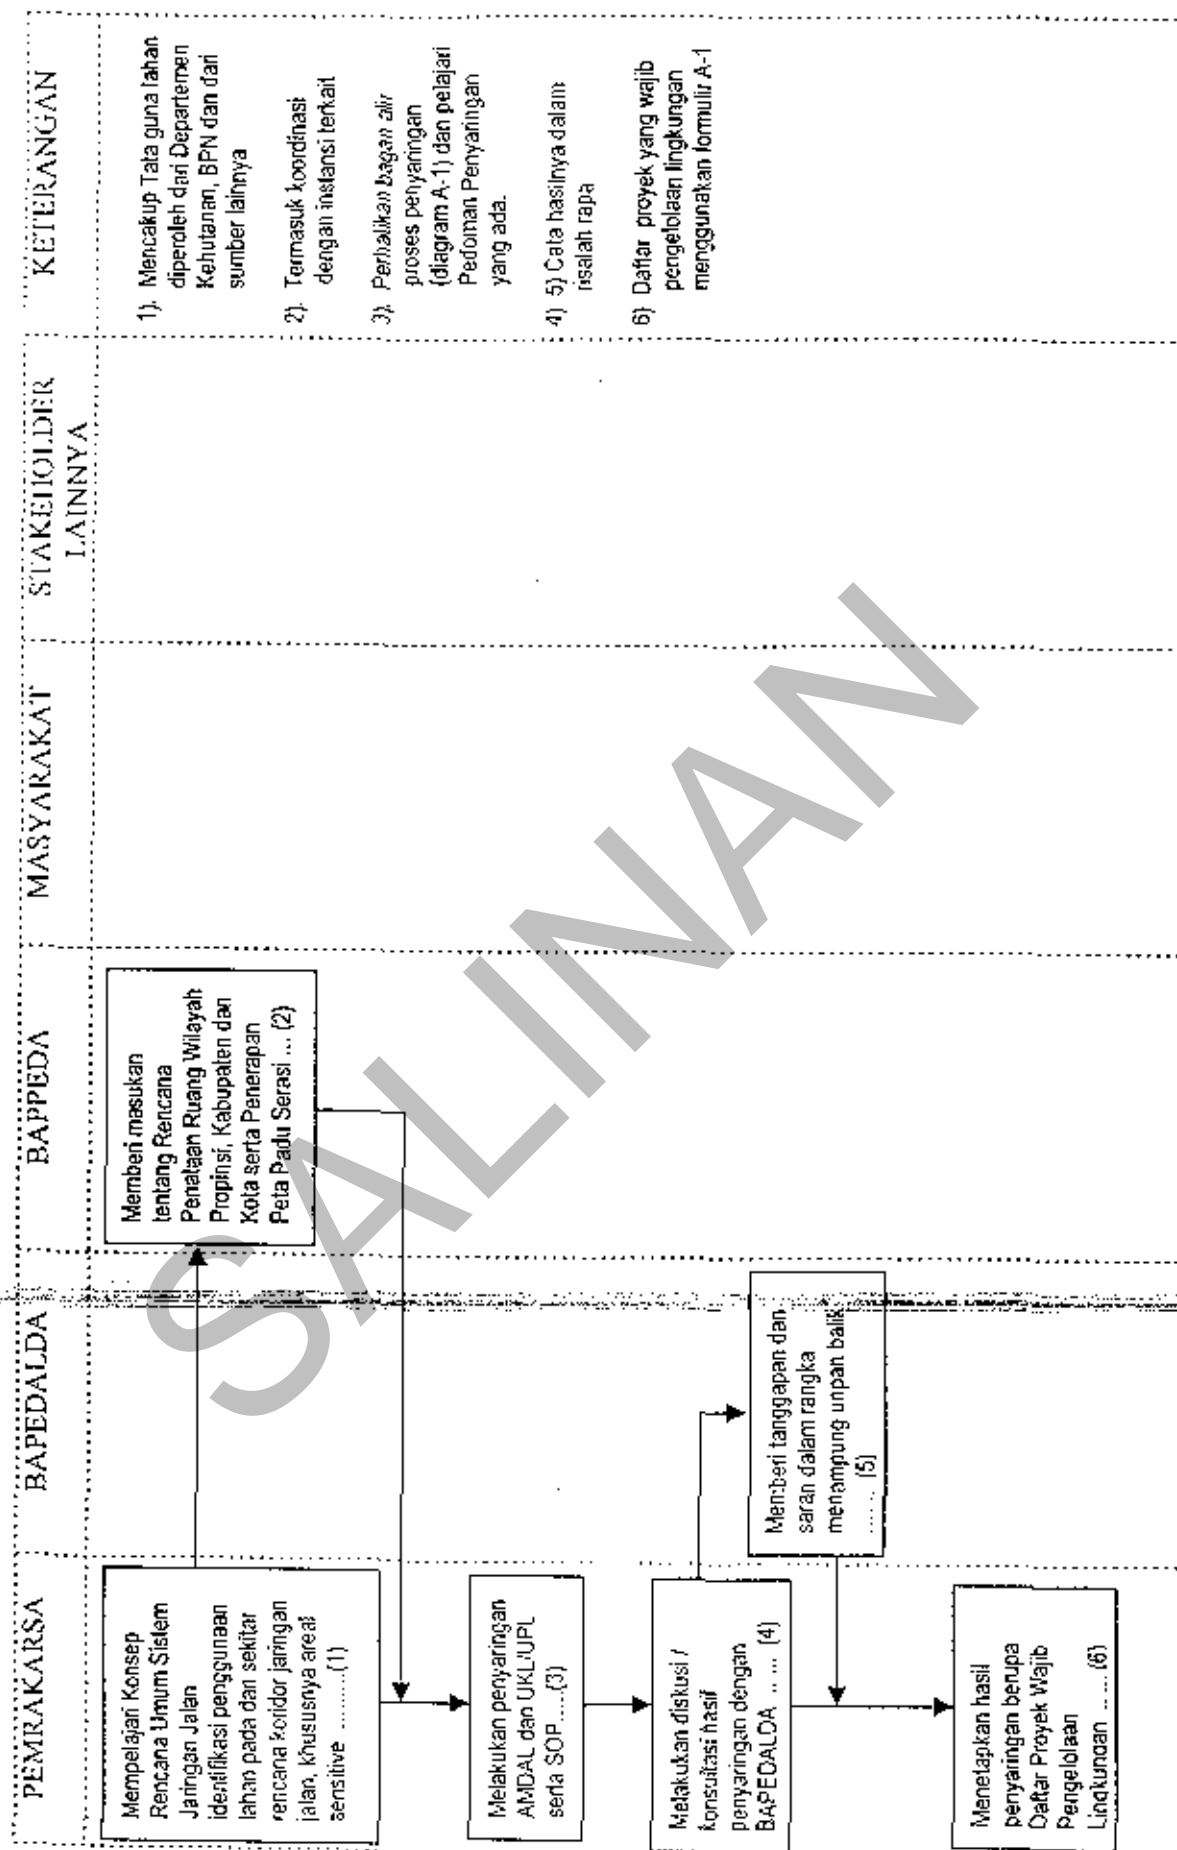 PEMRAKARSA
BAPEDALDA
BAPPEDA
MASYARAKAT
STAKEHOLDER
LAINNYA
KETERANGAN
Mempelajari Konsep
Rencana Umum Sistem
Jaringan Jalan
identifikasi penggunaan
lahan pada dan sekitar
rencana koridor jaringan
jalan, khususnya areal
sensitive ........(1)
Memberi masukan
tentang Rencana
Penataan Ruang Wilayah
Propinsi, Kabupaten dan
Kota serta Penerapan
Peta Padu Serasi ... (2)
Melakukan penyaringan
AMDAL dan UKL/UPL
serta SOP.....(3)
Melakukan diskusi /
konsultasi hasil
penyaringan dengan
BAPEDALDA ...... (4)
Memberi tanggapan dan
saran dalam rangka
menampung unpan balik
...... (5)
Menetapkan hasil
penyaringan berupa
Daftar Proyek Wajib
Pengelolaan
Lingkungan ......(6)
1). Mencakup Tata guna lahan
diperoleh dari Departemen
Kehutanan, BPN dan dari
sumber lainnya
2). Termasuk koordinasi
dengan instansi terkait
3). Perhatikan bagan alir
proses penyaringan
(diagram A-1) dan pelajari
Pedoman Penyaringan
yang ada.
4) 5) Cata hasilnya dalam
risalah rapa
6) Daftar proyek yang wajib
pengelolaan lingkungan
menggunakan formulir A-1
SALINAN